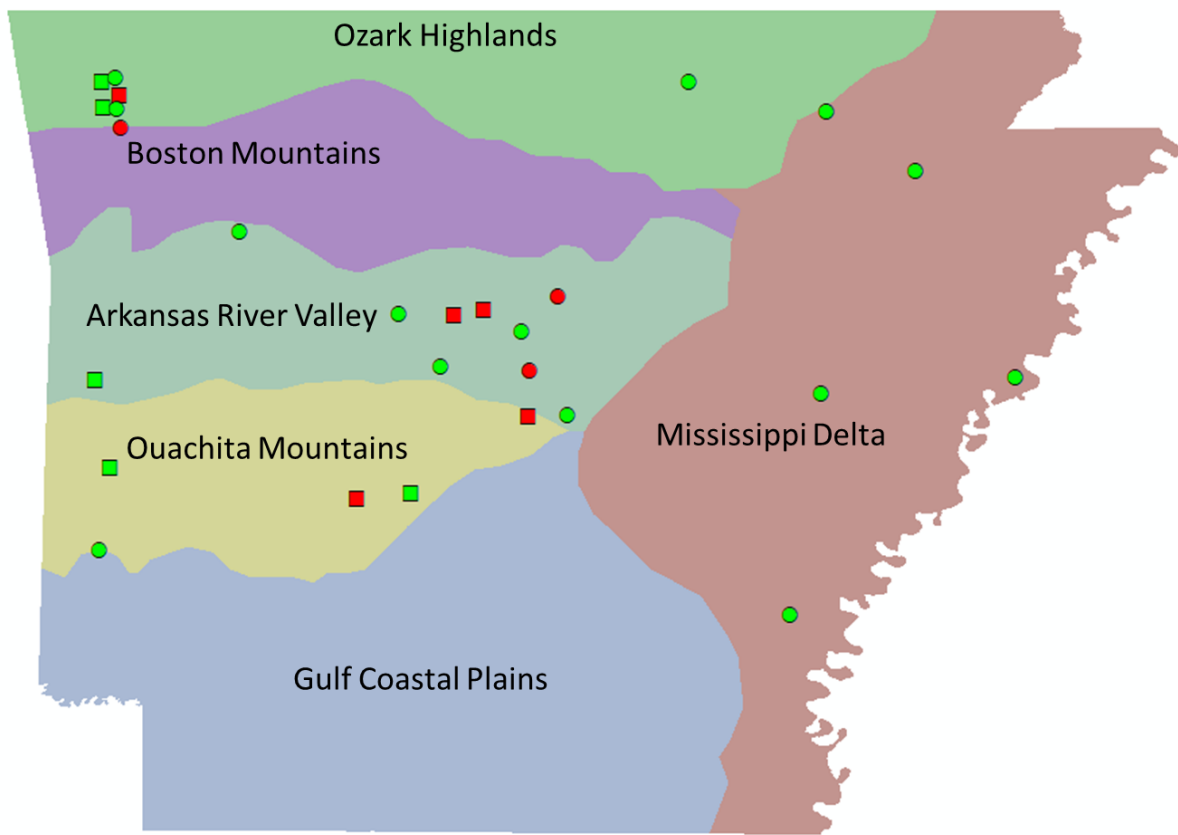 Ozark Highlands
Boston Mountains
Arkansas River Valley
Ouachita Mountains
Mississippi Delta
Gulf Coastal Plains